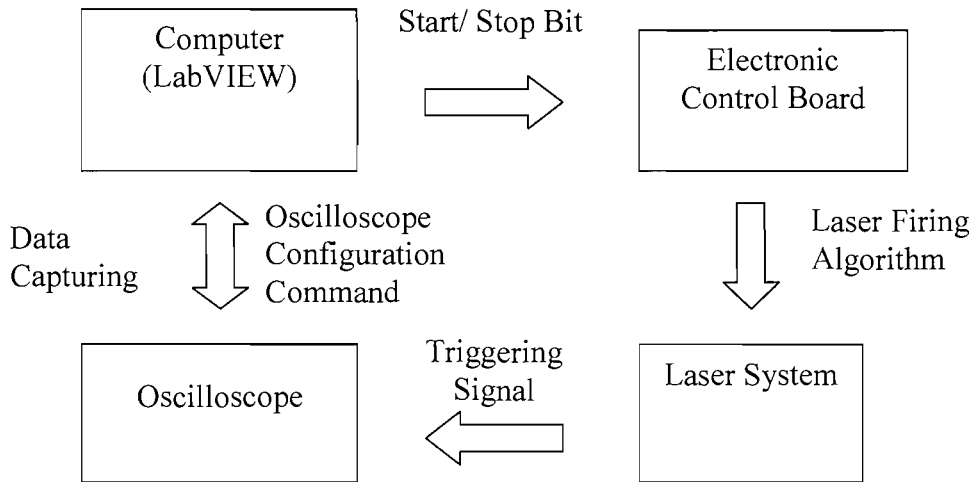 Computer
(LabVIEW)
Start/ Stop Bit
Electronic
Control Board
Data
Capturing
Oscilloscope
Configuration
Command
Laser Firing
Algorithm
Oscilloscope
Triggering
Signal
Laser System